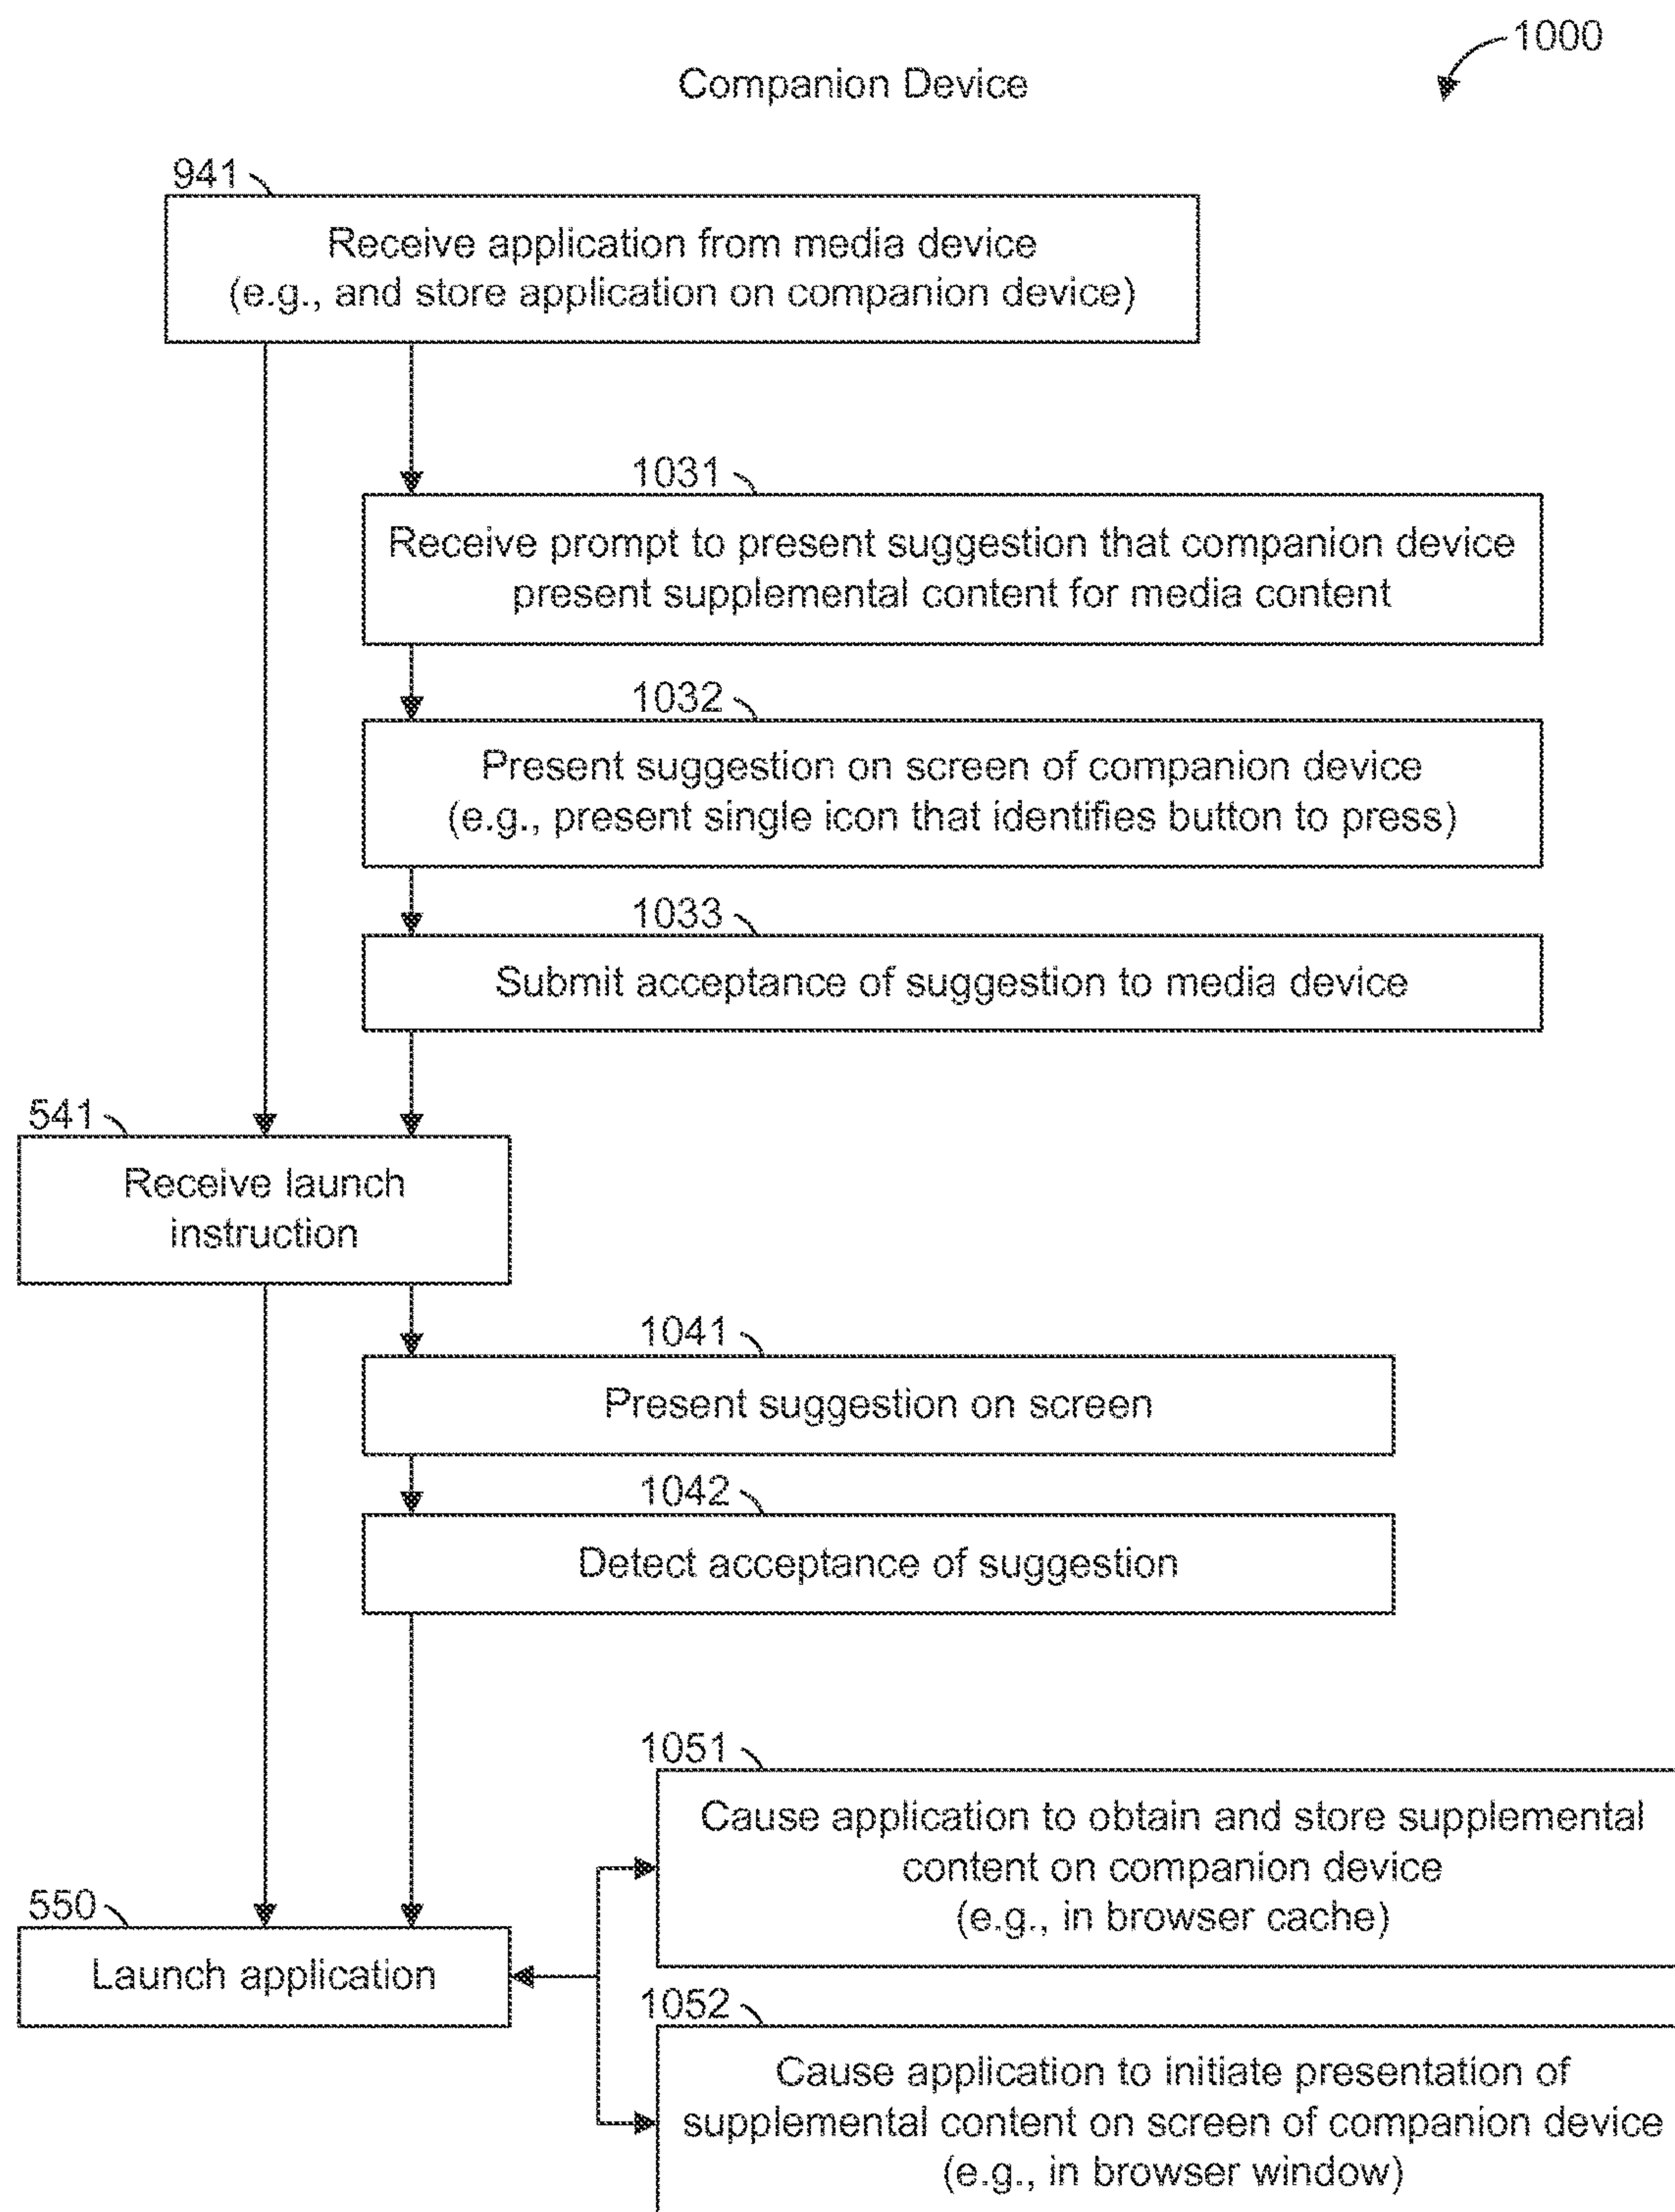 1000
Companion Device
941
Receive application from media device
(e.g., and store application on companion device)
1031
Receive prompt to present suggestion that companion device
present supplemental content for media content
1032
Present suggestion on screen of companion device
(e.g., present single icon that identifies button to press)
1033
Submit acceptance of suggestion to media device
541
Receive launch
instruction
1041
Present suggestion on screen
1042
Detect acceptance of suggestion
1051
Cause application to obtain and store supplemental
content on companion device
(e.g., in browser cache)
550
Launch application
1052
Cause application to initiate presentation of
supplemental content on screen of companion device
(e.g., in browser window)